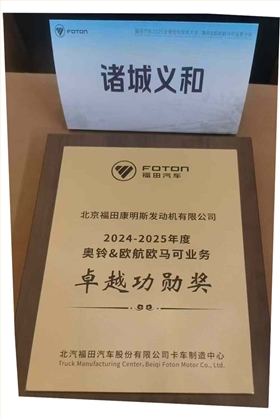 FOTON
诸城义和
FOTON
福田汽车
北京福田康明斯发动机有限公司
2024-2025年度
奥铃&欧航欧马可业务
卓越功勋奖
北汽福田汽车股份有限公司卡车制造中心
Truck Manufacturing Center, Beiqi Foton Motor Co., Ltd.